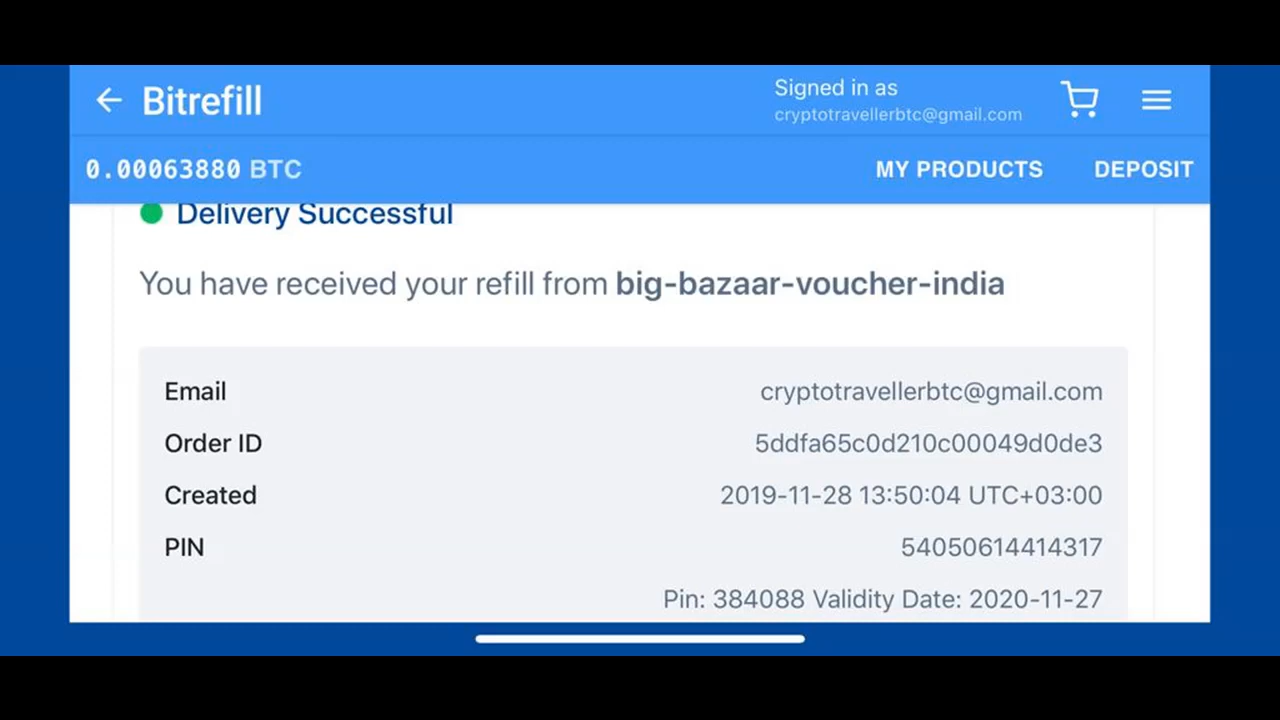 Bitrefill
Signed in as
cryptotravellerbtc@gmail.com
0.00063880 BTC
MY PRODUCTS
DEPOSIT
Delivery Successful
You have received your refill from big-bazaar-voucher-india
Email cryptotravellerbtc@gmail.com
Order ID 5ddfa65c0d210c00049d0de3
Created 2019-11-28 13:50:04 UTC+03:00
PIN 54050614414317
Pin: 384088 Validity Date: 2020-11-27